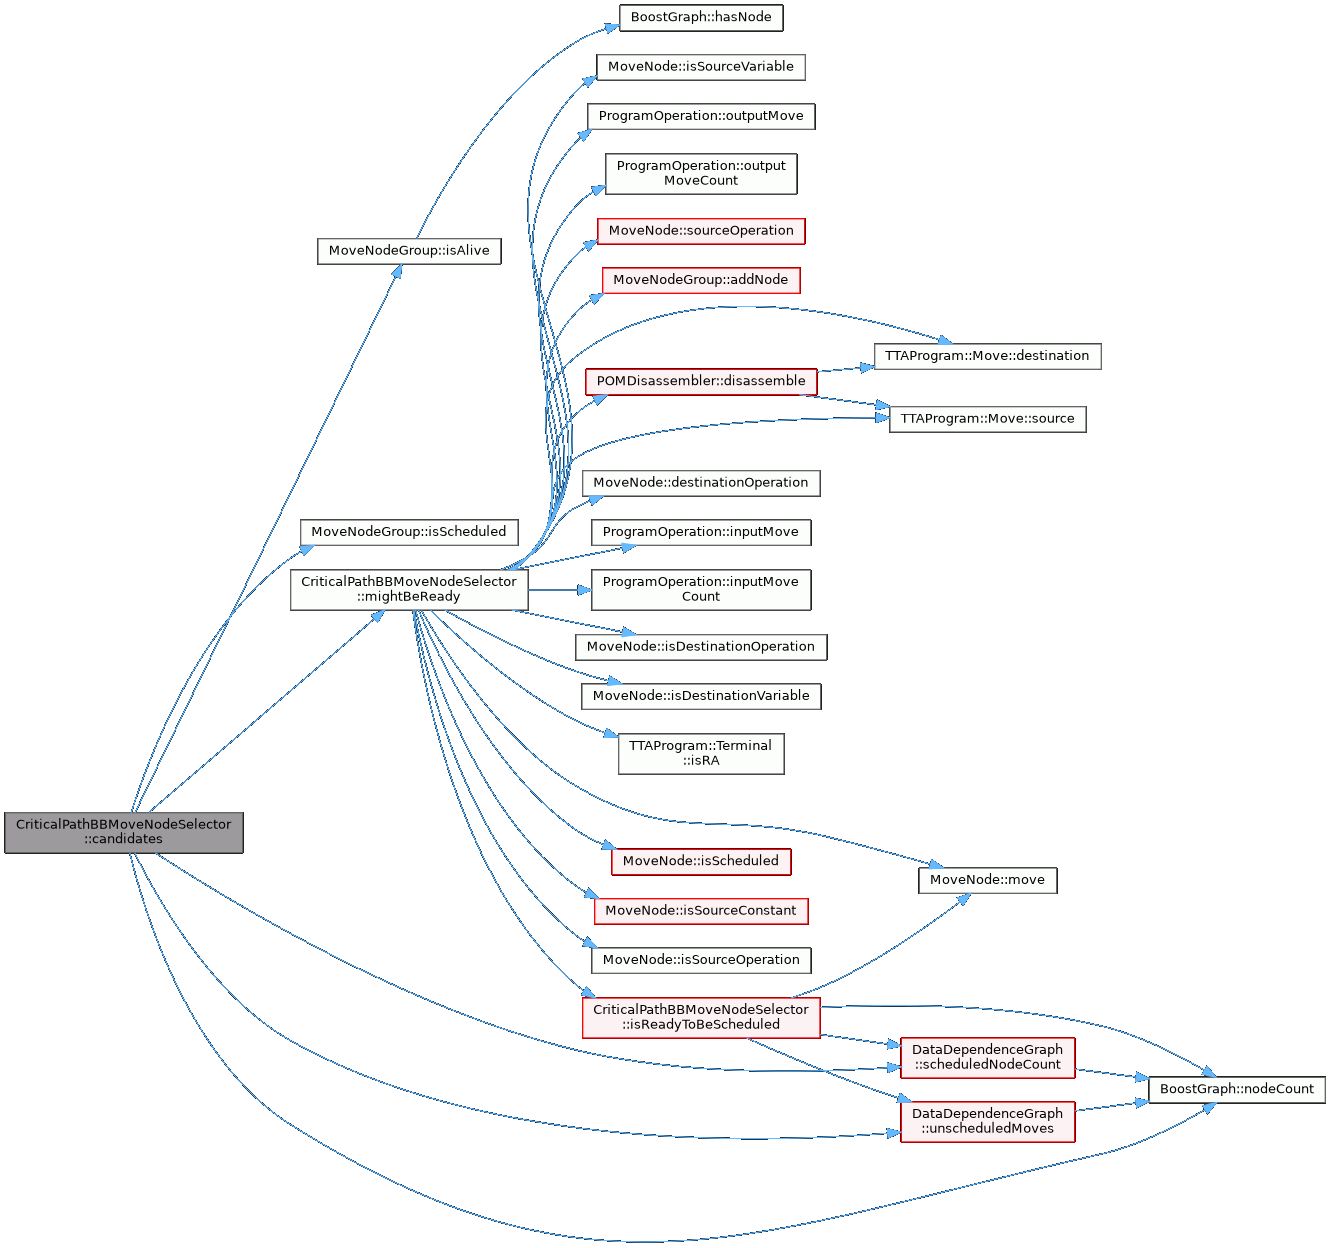 BoostGraph::hasNode
MoveNode::isSourceVariable
ProgramOperation::outputMove
ProgramOperation::output
MoveCount
MoveNode::sourceOperation
MoveNodeGroup::isAlive
MoveNodeGroup::addNode
TTAProgram::Move::destination
POMDisassembler::disassemble
TTAProgram::Move::source
MoveNode::destinationOperation
MoveNodeGroup::isScheduled
ProgramOperation::inputMove
CriticalPathBBMoveNodeSelector
::mightBeReady
ProgramOperation::inputMove
Count
MoveNode::isDestinationOperation
MoveNode::isDestinationVariable
TTAProgram::Terminal
::isRA
CriticalPathBBMoveNodeSelector
::candidates
MoveNode::isScheduled
MoveNode::move
MoveNode::isSourceConstant
MoveNode::isSourceOperation
CriticalPathBBMoveNodeSelector
::isReadyToBeScheduled
DataDependenceGraph
::scheduledNodeCount
BoostGraph::nodeCount
DataDependenceGraph
::unscheduledMoves